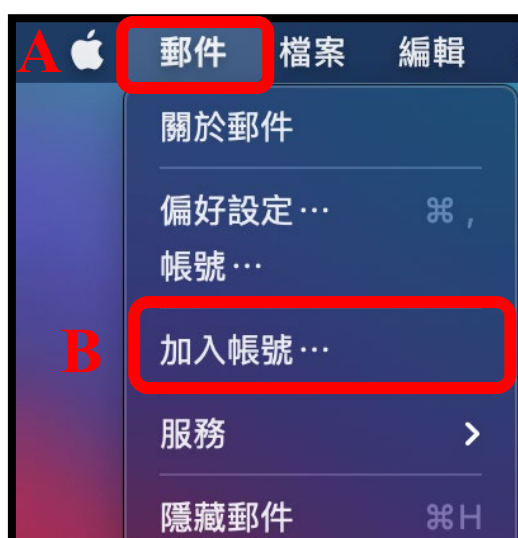 A 郵件 檔案 編輯
關於郵件
偏好設定… ⌘ ,
帳號…
B 加入帳號…
服務 >
隱藏郵件 ⌘H